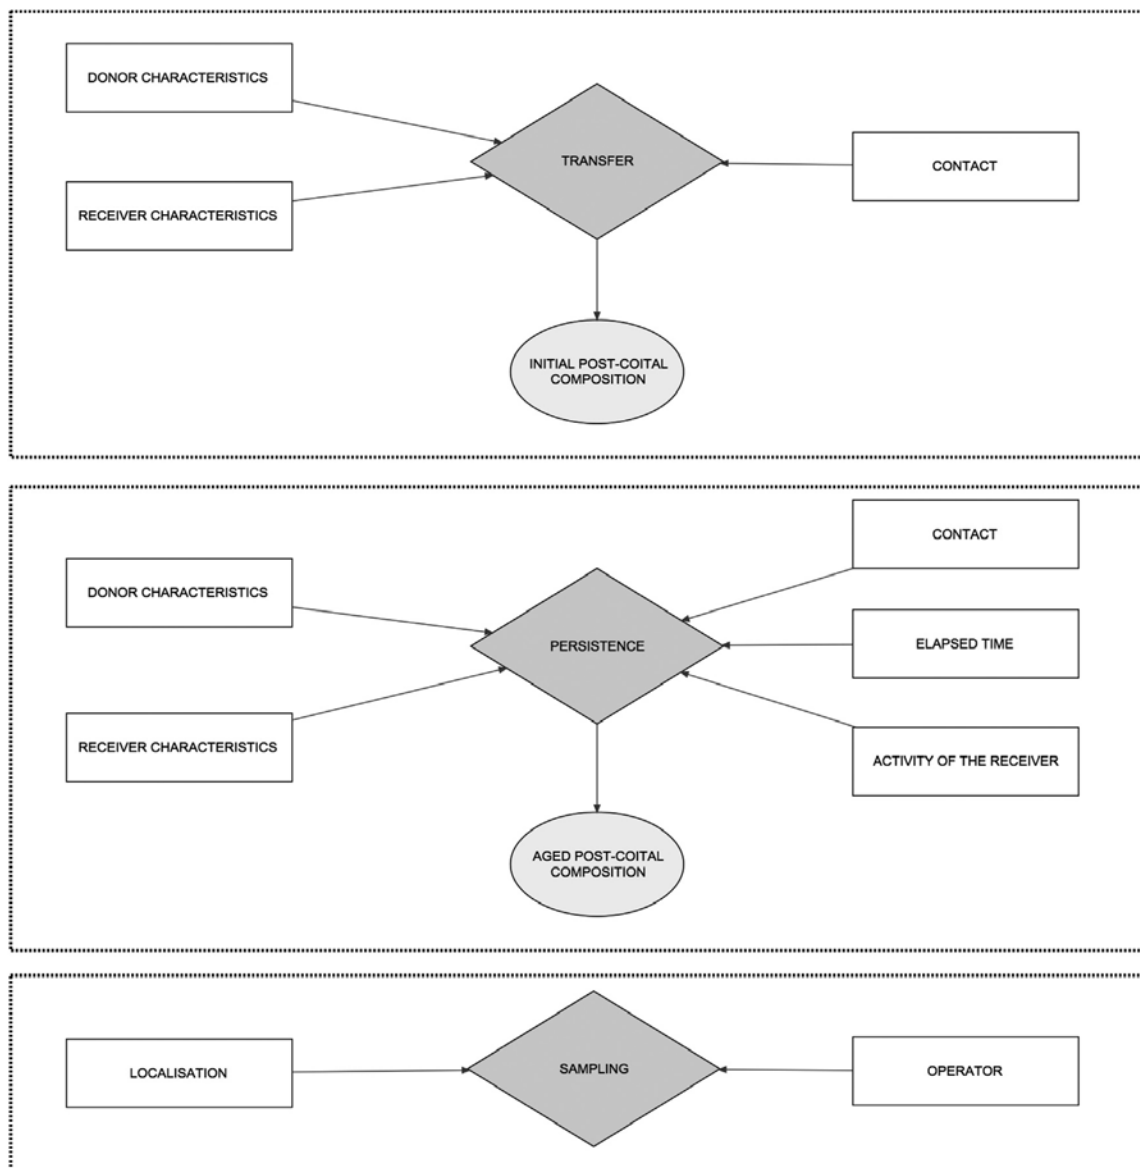 DONOR CHARACTERISTICS
TRANSFER
CONTACT
RECEIVER CHARACTERISTICS
INITIAL POST-COITAL
COMPOSITION
CONTACT
DONOR CHARACTERISTICS
PERSISTENCE
ELAPSED TIME
RECEIVER CHARACTERISTICS
ACTIVITY OF THE RECEIVER
AGED POST-COITAL
COMPOSITION
LOCALISATION
SAMPLING
OPERATOR